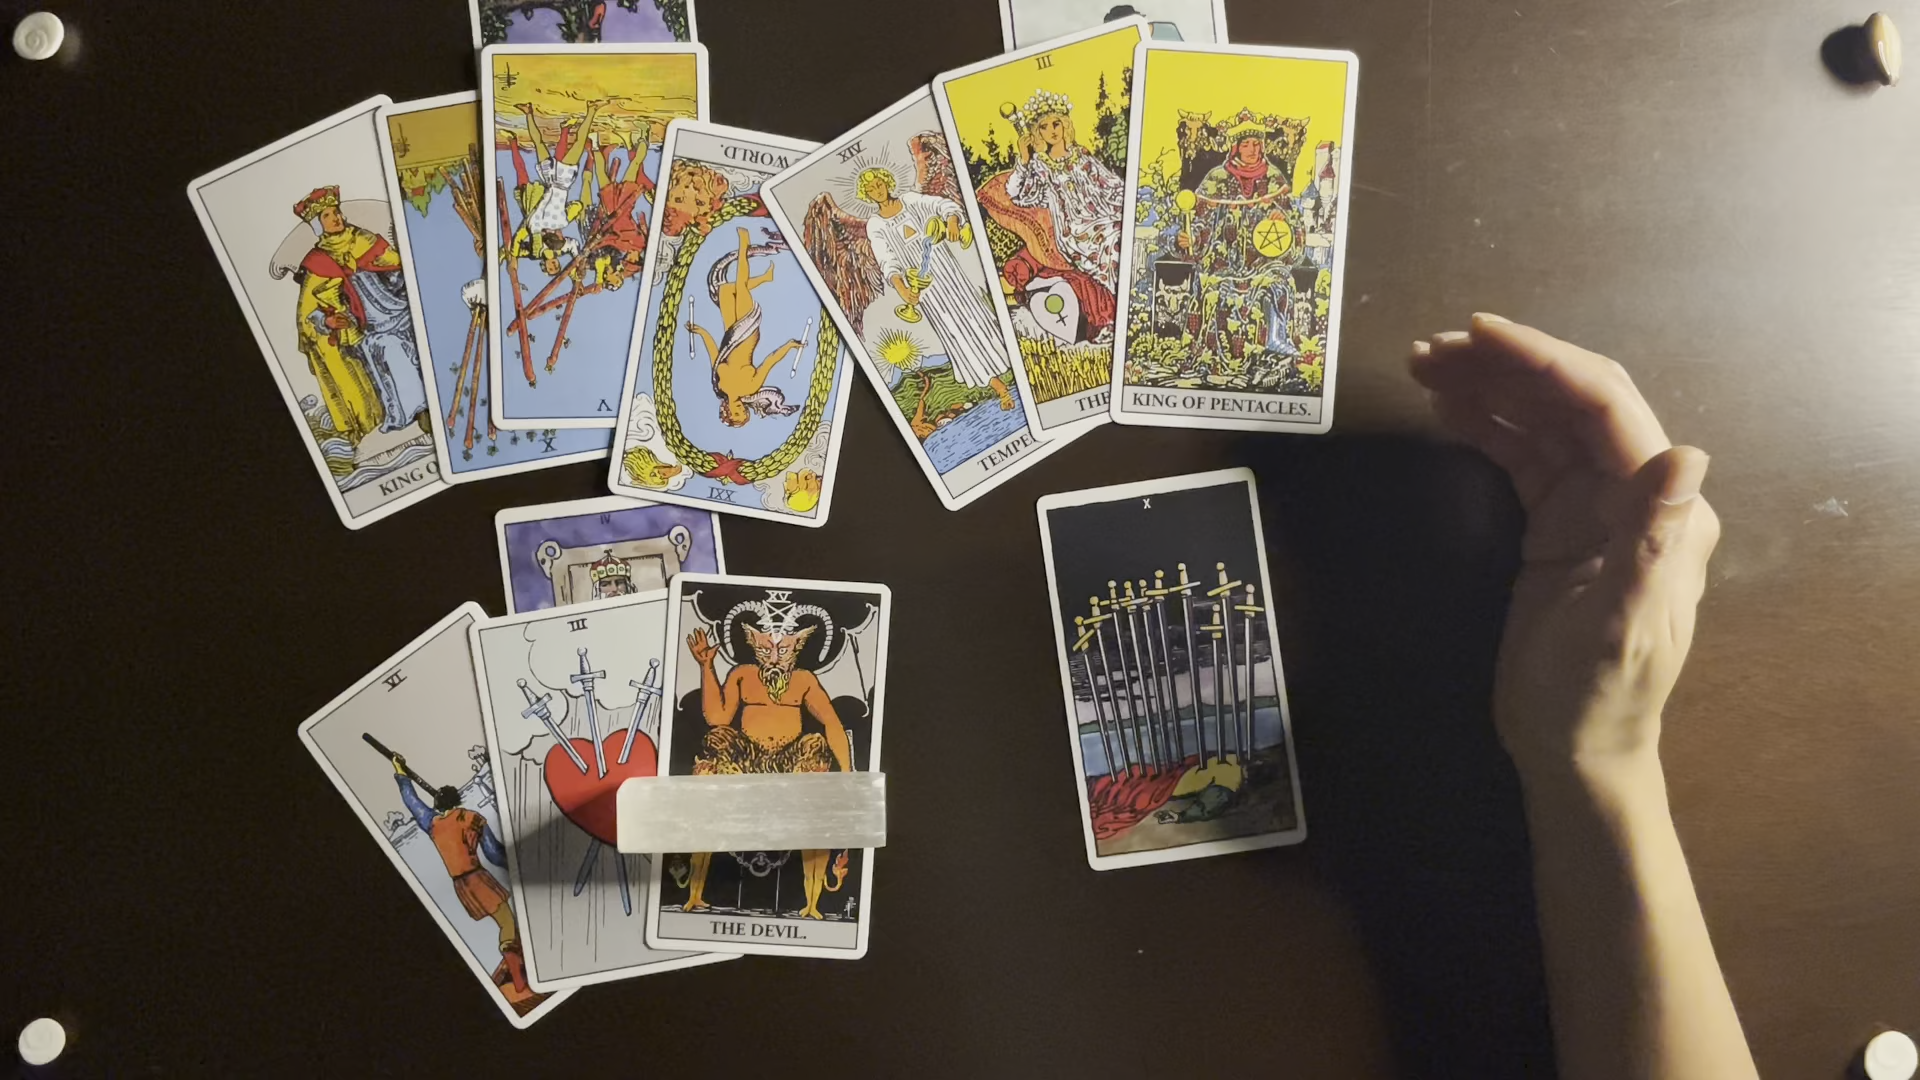 III
XIV
WORLD.
KING OF PENTACLES.
THE
KING O
V
X
TEMPE
XXI
X
IV
XV
III
VI
THE DEVIL.